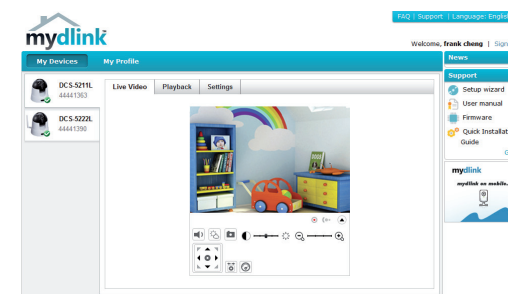 FAQ | Support | Language: English
mydlink
Welcome, frank cheng | Sign
My Devices
My Profile
DCS-5211L
44441363
DCS-5222L
44441390
Live Video
Playback
Settings
News
Support
Setup wizard
User manual
Firmware
Quick Installat
Guide
G
mydlink
mydlink on mobile.